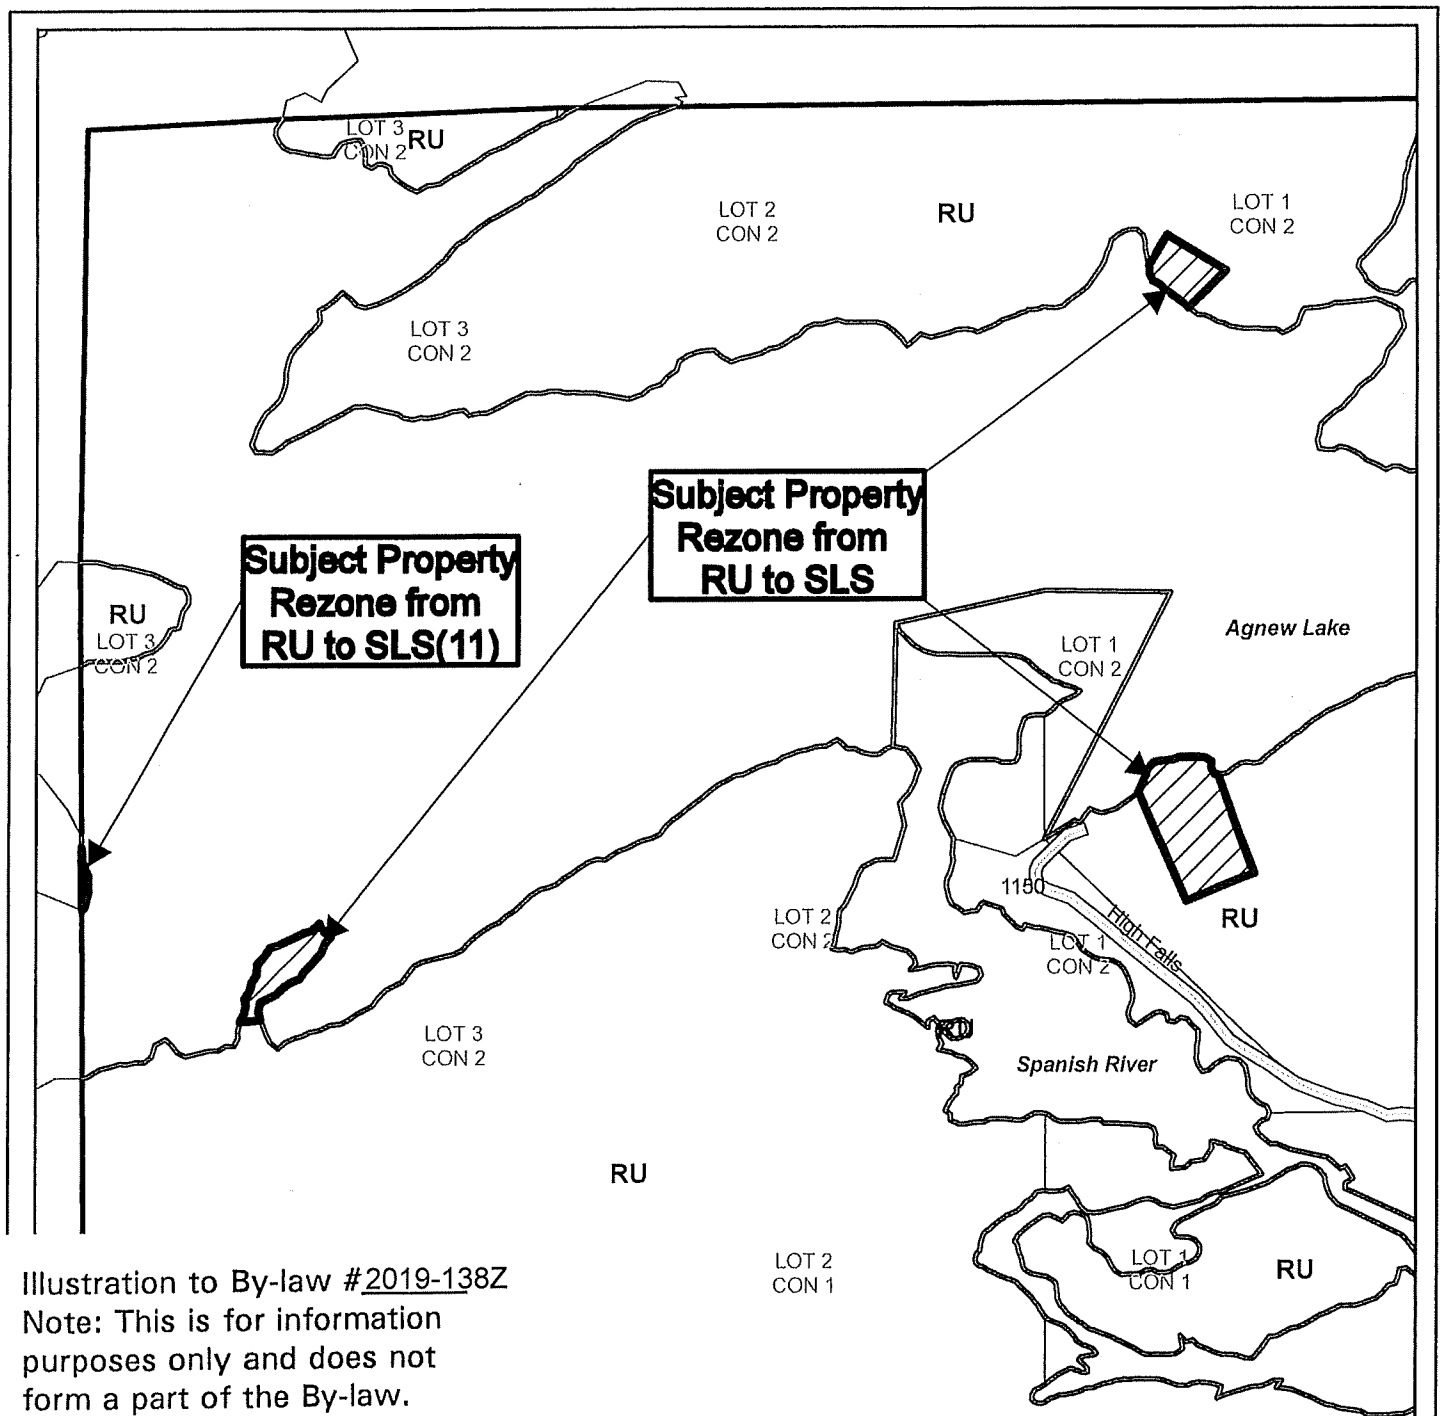 LOT 3
CON 2
RU
LOT 2
CON 2
RU
LOT 1
CON 2
LOT 3
CON 2
Subject Property
Rezone from
RU to SLS
Subject Property
Rezone from
RU to SLS(11)
RU
LOT 3
CON 2
Agnew Lake
LOT 1
CON 2
1150
High Falls
RU
LOT 2
CON 2
LOT 1
CON 2
LOT 3
CON 2
RU
Spanish River
RU
LOT 2
CON 1
LOT 1
CON 1
RU
Illustration to By-law #2019-138Z
Note: This is for information
purposes only and does not
form a part of the By-law.